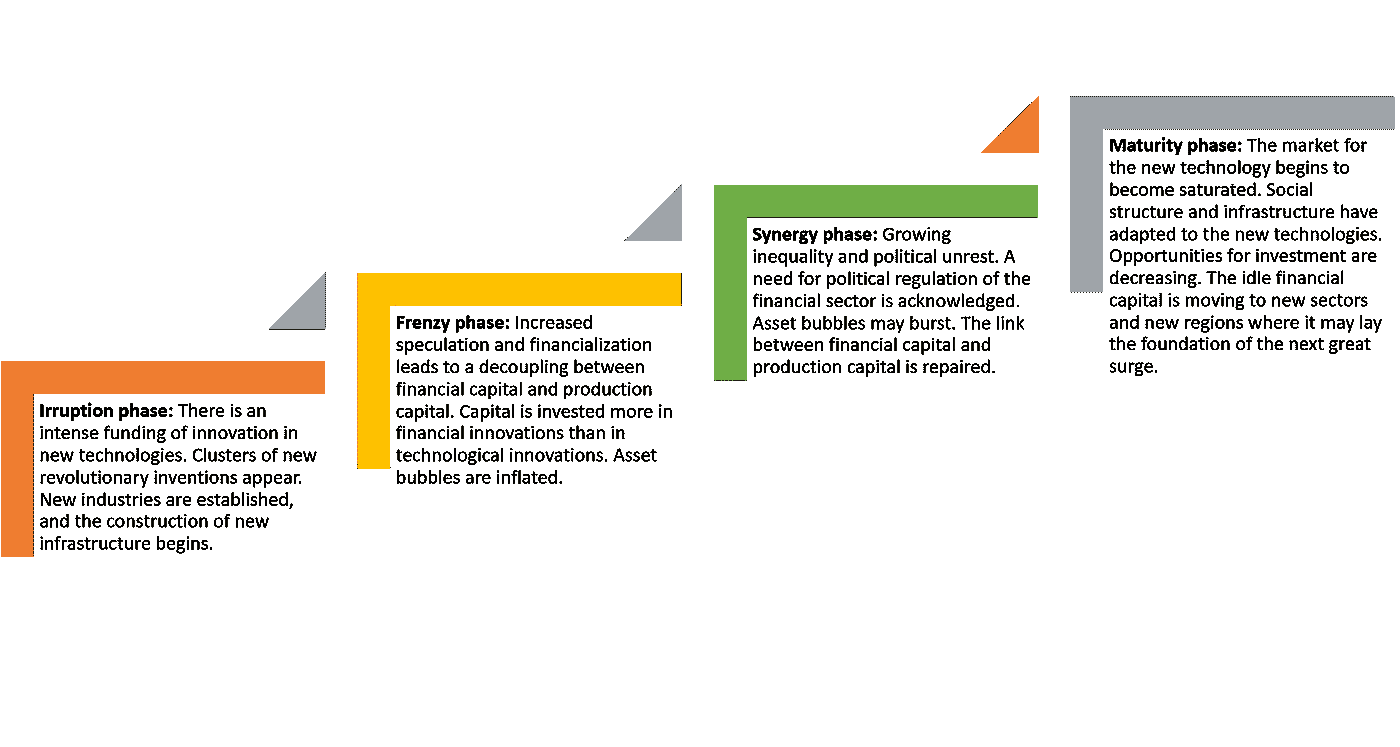 Irruption phase: There is an
intense funding of innovation in
new technologies. Clusters of new
revolutionary inventions appear.
New industries are established,
and the construction of new
infrastructure begins.
Frenzy phase: Increased
speculation and financialization
leads to a decoupling between
financial capital and production
capital. Capital is invested more in
financial innovations than in
technological innovations. Asset
bubbles are inflated.
Synergy phase: Growing
inequality and political unrest. A
need for political regulation of the
financial sector is acknowledged.
Asset bubbles may burst. The link
between financial capital and
production capital is repaired.
Maturity phase: The market for
the new technology begins to
become saturated. Social
structure and infrastructure have
adapted to the new technologies.
Opportunities for investment are
decreasing. The idle financial
capital is moving to new sectors
and new regions where it may lay
the foundation of the next great
surge.